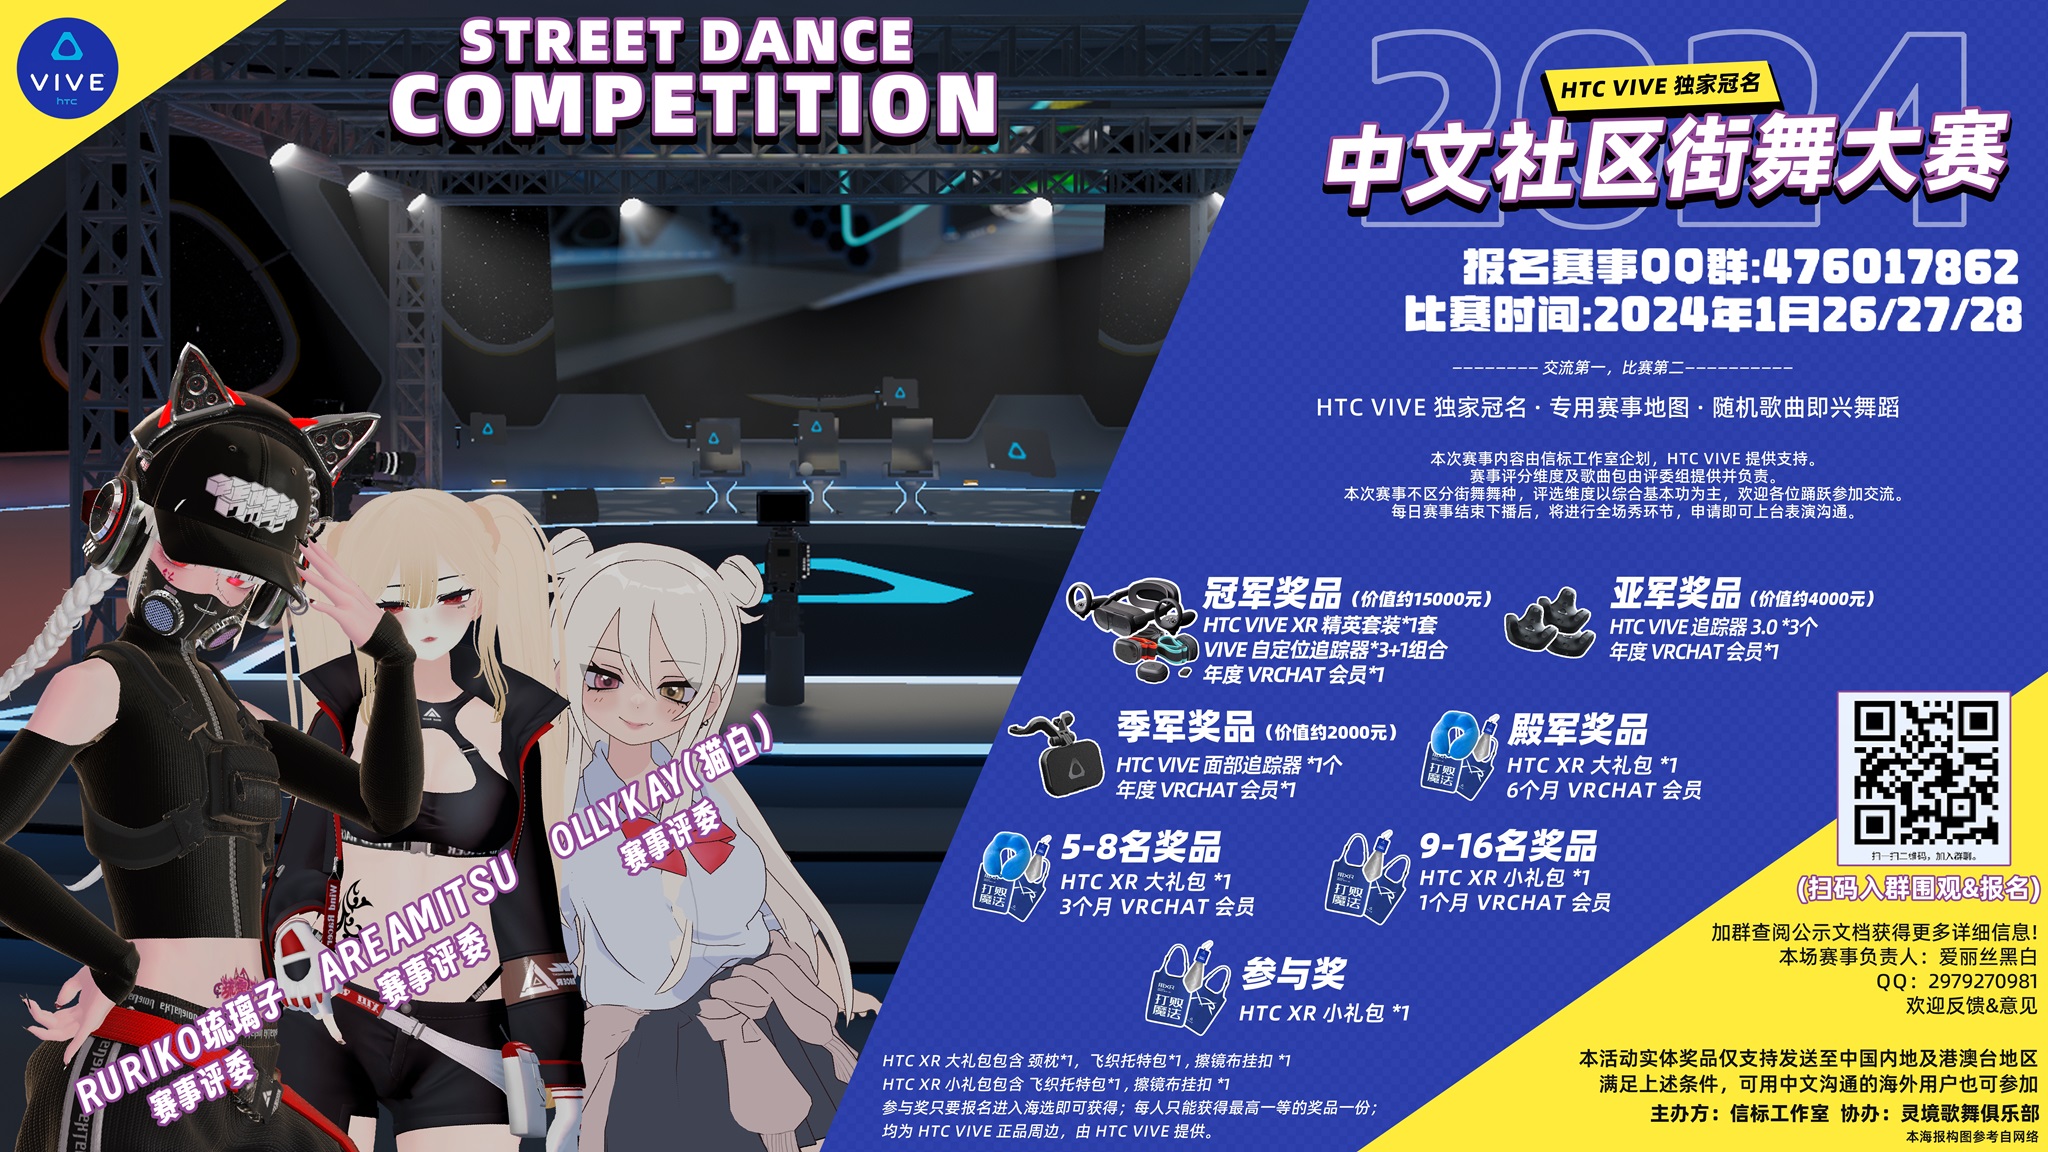 VIVE
htc
STREET DANCE
COMPETITION
2024
HTC VIVE 独家冠名
中文社区街舞大赛
报名赛事QQ群:476017862
比赛时间:2024年1月26/27/28
-------- 交流第一，比赛第二----------
HTC VIVE 独家冠名 · 专用赛事地图 · 随机歌曲即兴舞蹈
本次赛事内容由信标工作室企划，HTC VIVE 提供支持。
赛事评分维度及歌曲包由评委组提供并负责。
本次赛事不区分街舞舞种，评选维度以综合基本功为主，欢迎各位踊跃参加交流。
每日赛事结束下播后，将进行全场秀环节，申请即可上台表演沟通。
冠军奖品 (价值约15000元)
HTC VIVE XR 精英套装*1套
VIVE 自定位追踪器*3+1组合
年度 VRCHAT 会员*1
亚军奖品 (价值约4000元)
HTC VIVE 追踪器 3.0 *3个
年度 VRCHAT 会员*1
季军奖品 (价值约2000元)
HTC VIVE 面部追踪器 *1个
年度 VRCHAT 会员*1
打败
魔法
殿军奖品
HTC XR 大礼包 *1
6个月 VRCHAT 会员
打败
魔法
5-8名奖品
HTC XR 大礼包 *1
3个月 VRCHAT 会员
打败
魔法
9-16名奖品
HTC XR 小礼包 *1
1个月 VRCHAT 会员
打败
魔法
参与奖
HTC XR 小礼包 *1
HTC XR 大礼包包含 颈枕*1，飞织托特包*1 , 擦镜布挂扣 *1
HTC XR 小礼包包含 飞织托特包*1 , 擦镜布挂扣 *1
参与奖只要报名进入海选即可获得；每人只能获得最高一等的奖品一份；
均为 HTC VIVE 正品周边，由 HTC VIVE 提供。
扫一扫二维码，加入群聊。
(扫码入群围观&报名)
加群查阅公示文档获得更多详细信息!
本场赛事负责人：爱丽丝黑白
QQ：2979270981
欢迎反馈&意见
本活动实体奖品仅支持发送至中国内地及港澳台地区
满足上述条件，可用中文沟通的海外用户也可参加
主办方：信标工作室 协办：灵境歌舞俱乐部
本海报构图参考自网络
OLLYKAY(猫白)
赛事评委
AREAMITSU
赛事评委
RURIKO琉璃子
赛事评委